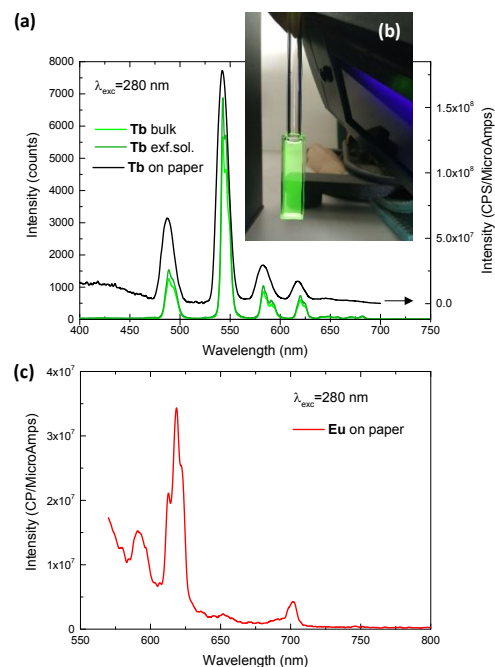 (a)
(b)
8000
7000
6000
5000
4000
3000
2000
1000
0
Intensity (counts)
λexc=280 nm
Tb bulk
Tb exf.sol.
Tb on paper
1.5x10⁸
1.0x10⁸
5.0x10⁷
0.0
Intensity (CPS/MicroAmps)
400 450 500 550 600 650 700 750
Wavelength (nm)
(c)
4x10⁷
3x10⁷
2x10⁷
1x10⁷
0
Intensity (CP/MicroAmps)
λexc=280 nm
Eu on paper
550 600 650 700 750 800
Wavelength (nm)